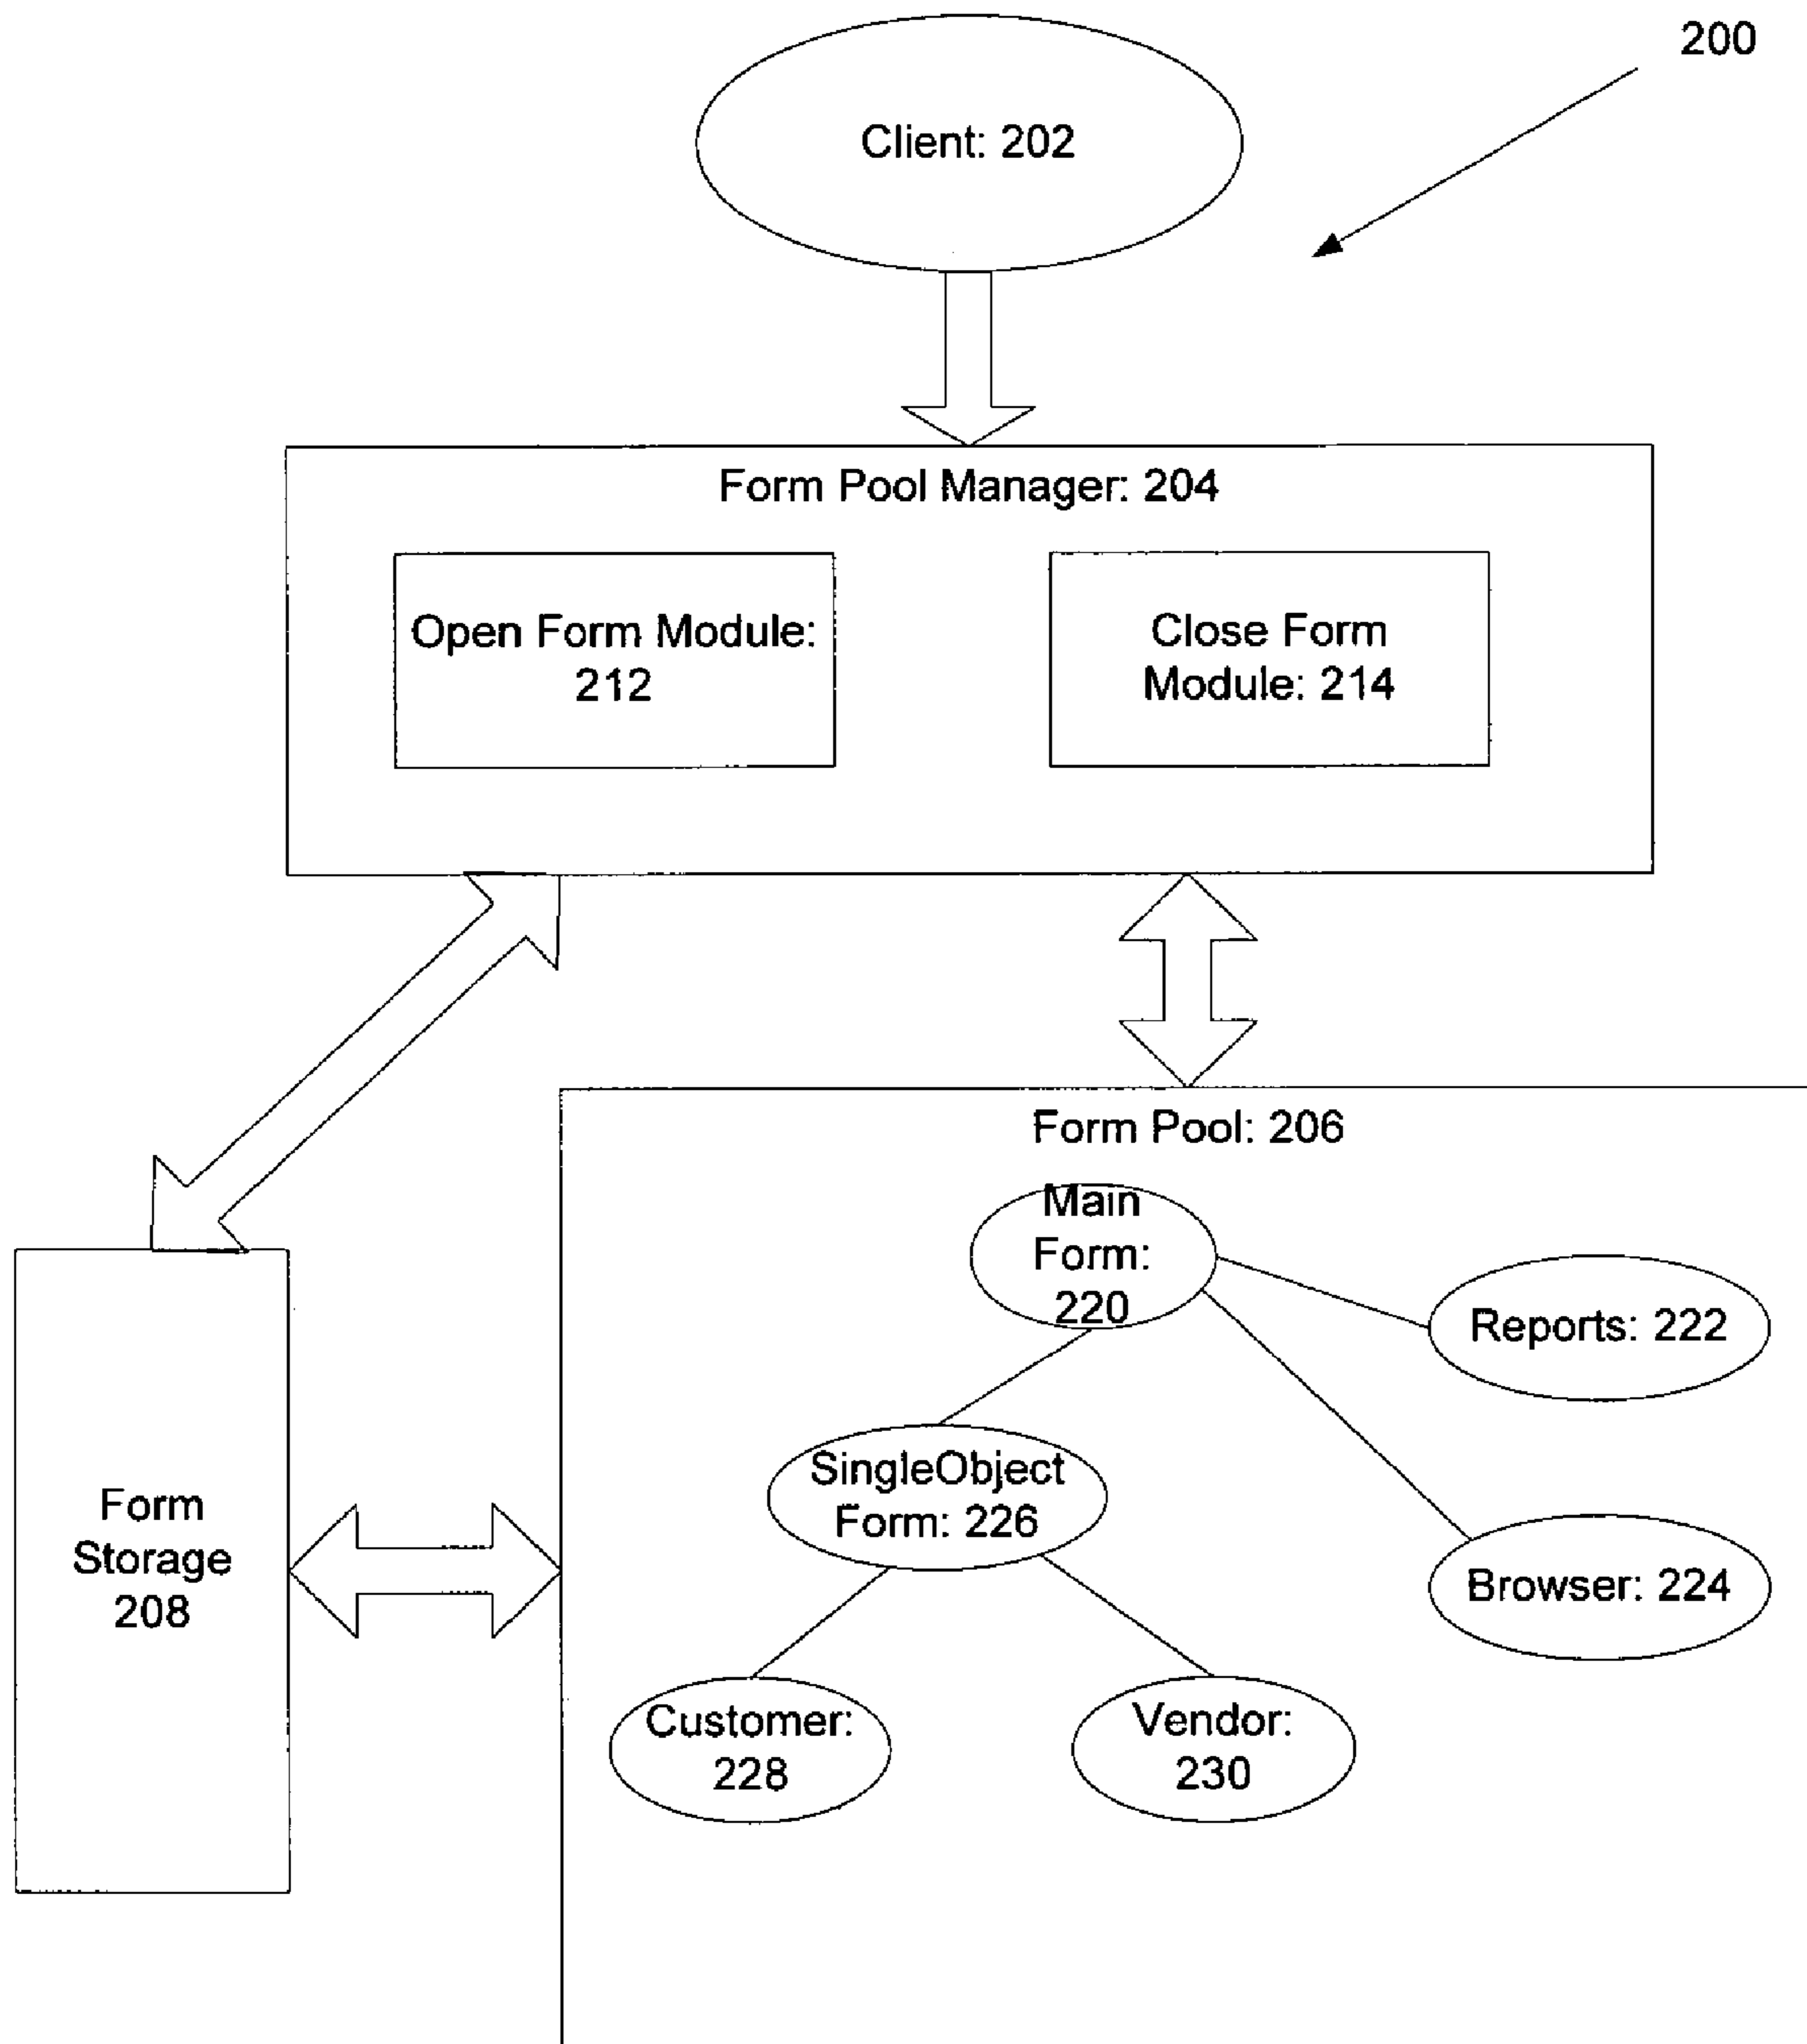 200
Client: 202
Form Pool Manager: 204
Open Form Module:
212
Close Form
Module: 214
Form Pool: 206
Main
Form:
220
Reports: 222
SingleObject
Form: 226
Browser: 224
Form
Storage
208
Customer:
228
Vendor:
230